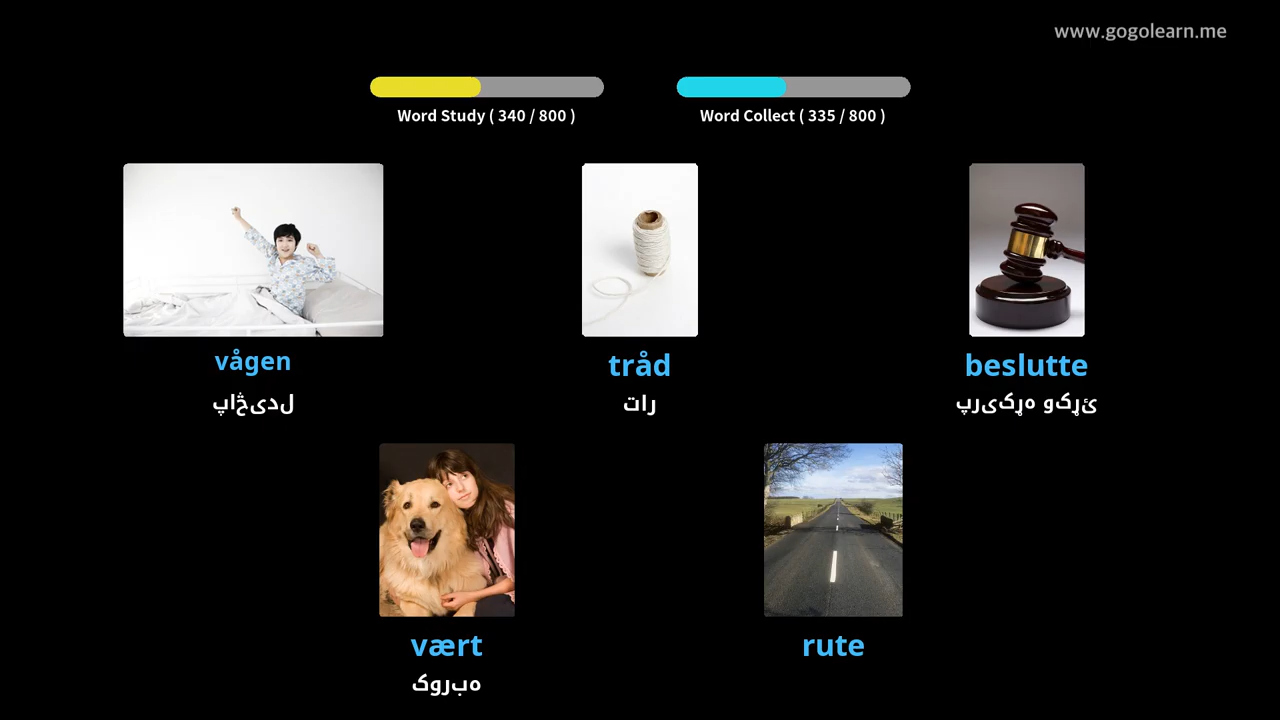 www.gogolearn.me
Word Study ( 340 / 800 )
Word Collect ( 335 / 800 )
vågen
لدیځاپ
tråd
رات
beslutte
ئړکو هړکیرپ
vært
هبروک
rute